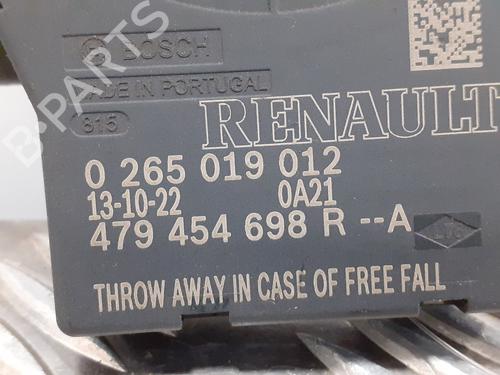 BOSCH
MADE IN PORTUGAL
815
RENAULT
0 265 019 012
13-10-22 0A21
479 454 698 R --A
THROW AWAY IN CASE OF FREE FALL
B-PARTS